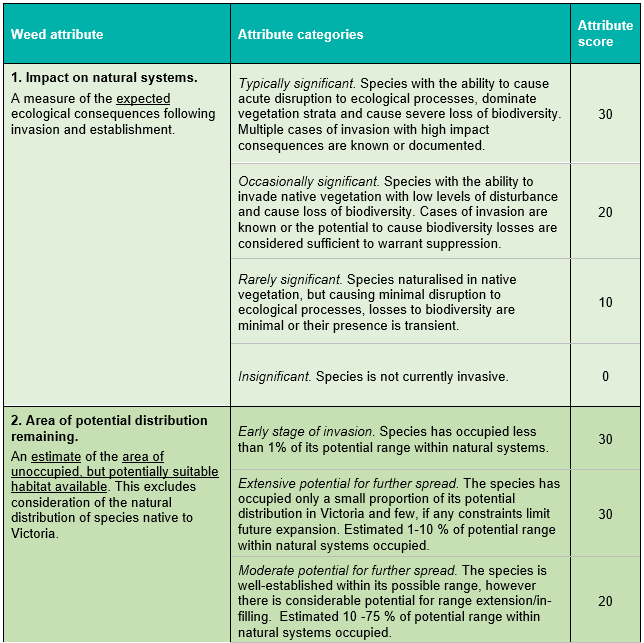 Weed attribute
Attribute categories
Attribute
score
1. Impact on natural systems.
A measure of the expected
ecological consequences following
invasion and establishment.
Typically significant. Species with the ability to cause
acute disruption to ecological processes, dominate
vegetation strata and cause severe loss of biodiversity.
Multiple cases of invasion with high impact
consequences are known or documented.
30
Occasionally significant. Species with the ability to
invade native vegetation with low levels of disturbance
and cause loss of biodiversity. Cases of invasion are
known or the potential to cause biodiversity losses are
considered sufficient to warrant suppression.
20
Rarely significant. Species naturalised in native
vegetation, but causing minimal disruption to
ecological processes, losses to biodiversity are
minimal or their presence is transient.
10
Insignificant. Species is not currently invasive.
0
2. Area of potential distribution
remaining.
An estimate of the area of
unoccupied, but potentially suitable
habitat available. This excludes
consideration of the natural
distribution of species native to
Victoria.
Early stage of invasion. Species has occupied less
than 1% of its potential range within natural systems.
30
Extensive potential for further spread. The species has
occupied only a small proportion of its potential
distribution in Victoria and few, if any constraints limit
future expansion. Estimated 1-10 % of potential range
within natural systems occupied.
30
Moderate potential for further spread. The species is
well-established within its possible range, however
there is considerable potential for range extension/in-
filling.  Estimated 10 -75 % of potential range within
natural systems occupied.
20